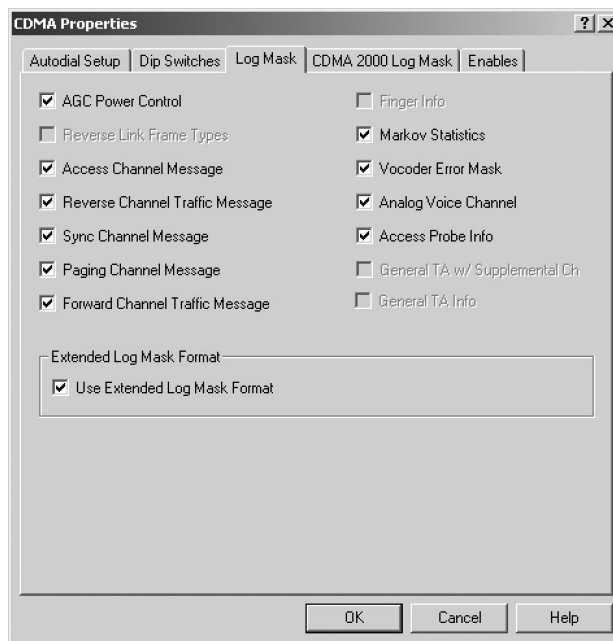 CDMA Properties
Autodial Setup
Dip Switches
Log Mask
CDMA 2000 Log Mask
Enables
AGC Power Control
Reverse Link Frame Types
Access Channel Message
Reverse Channel Traffic Message
Sync Channel Message
Paging Channel Message
Forward Channel Traffic Message
Finger Info
Markov Statistics
Vocoder Error Mask
Analog Voice Channel
Access Probe Info
General TA w/ Supplemental Ch
General TA Info
Extended Log Mask Format
Use Extended Log Mask Format
OK
Cancel
Help